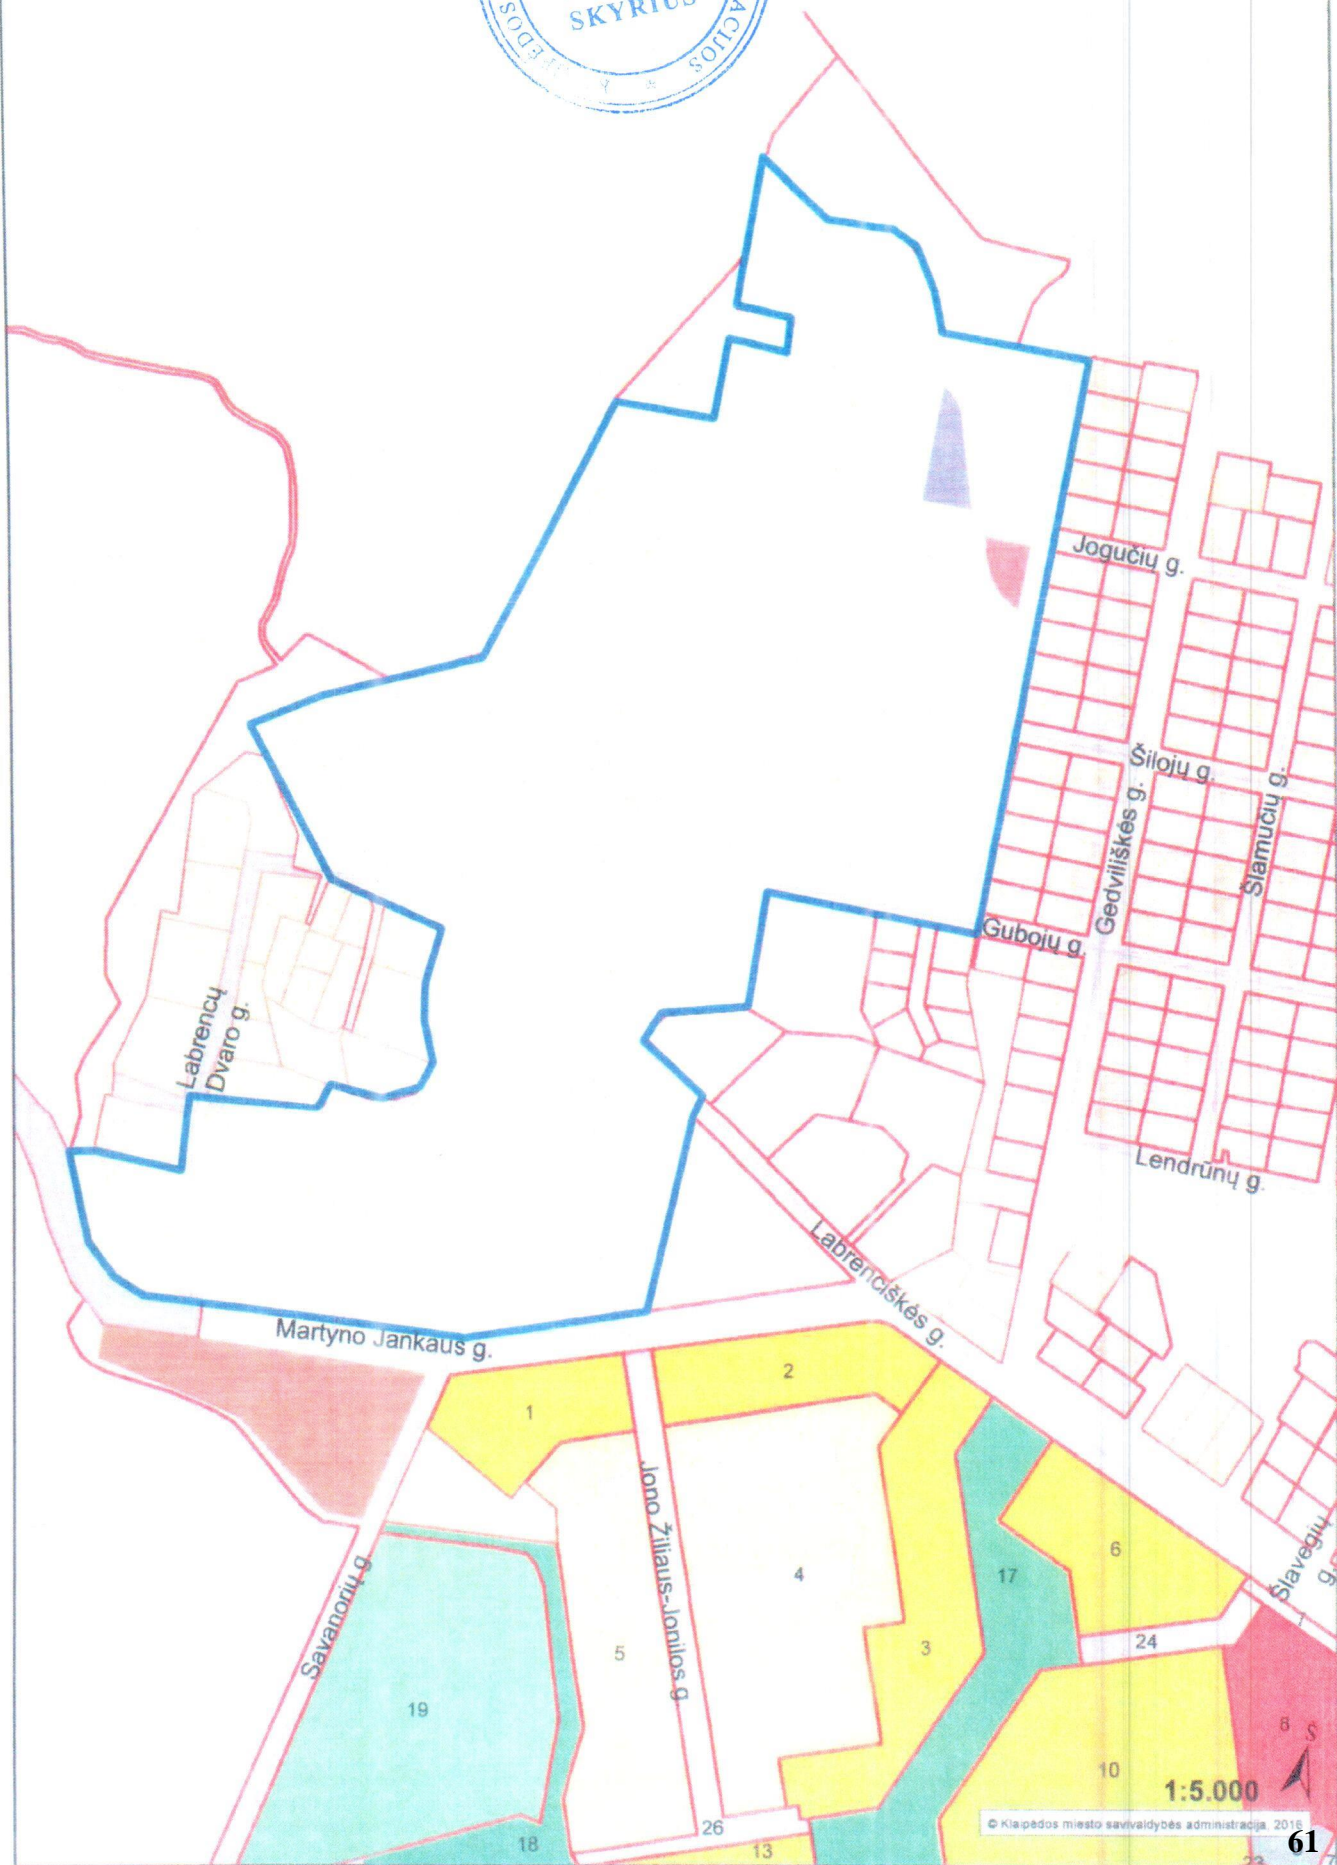 SKYRIUS
ACIJOS
Jogučių g.
Šilojų g.
Gedviliškės g.
Šlamučių g.
Gubojų g.
Labrencų
Dvaro g.
Lendrūnų g.
Labrenciškės g.
Martyno Jankaus g.
2
1
Jono Žiliaus-Jonilos g
Šlavėgių
g.
6
4
17
Savanorių g
24
3
5
19
8
Š
10
1:5.000
© Klaipėdos miesto savivaldybės administracija, 2016
26
61
18
13